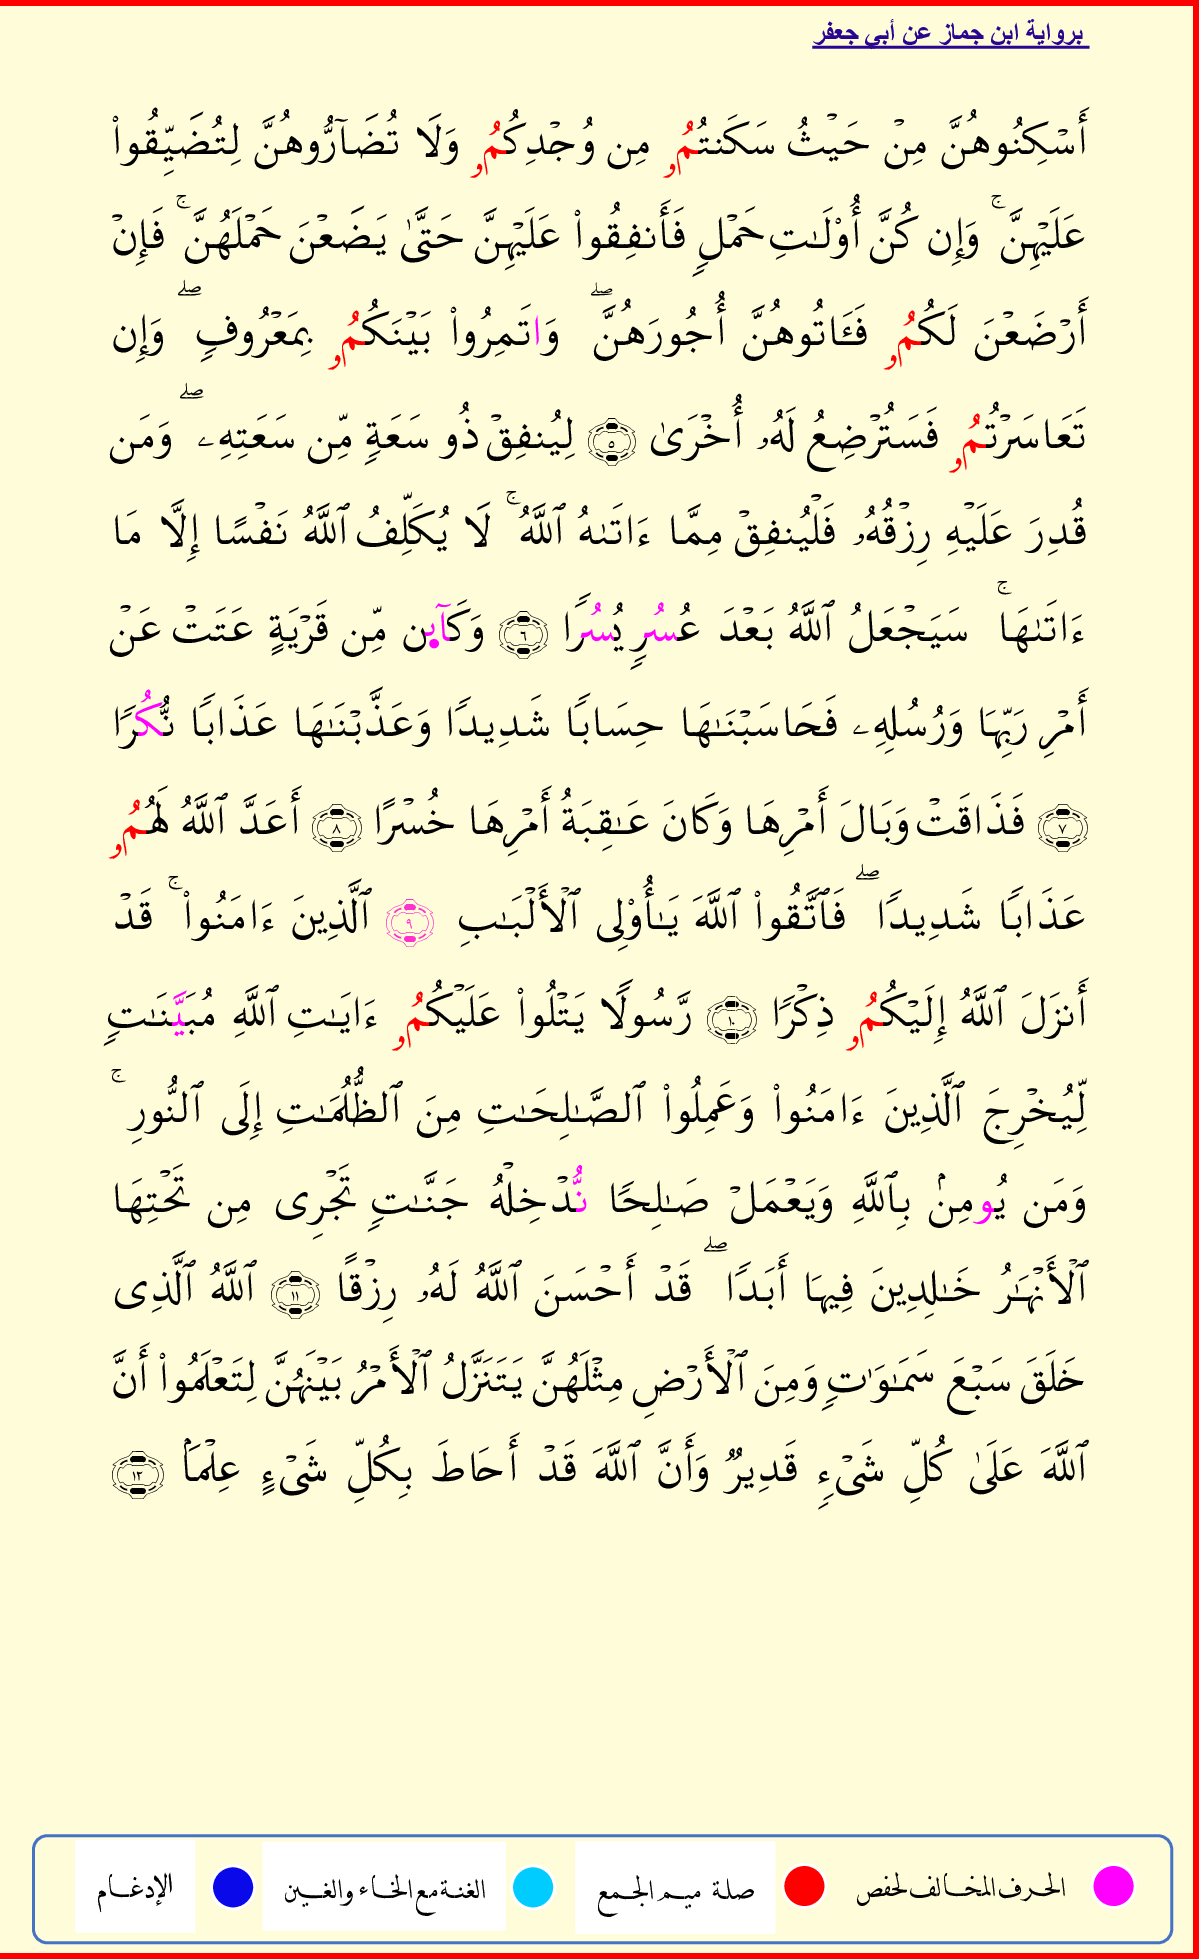 برواية ابن جماز عن أبي جعفر
أَسۡكِنُوهُنَّ مِنۡ حَيۡثُ سَكَنتُمُۥ مِن وُجۡدِكُمُۥ وَلَا تُضَآرُّوهُنَّ لِتُضَيِّقُواْ
عَلَيۡهِنَّۚ وَإِن كُنَّ أُوْلَٰتِ حَمۡلٖ فَأَنفِقُواْ عَلَيۡهِنَّ حَتَّىٰ يَضَعۡنَ حَمۡلَهُنَّۚ فَإِنۡ
أَرۡضَعۡنَ لَكُمُۥ فَـَٔاتُوهُنَّ أُجُورَهُنَّۖ وَاتَمِرُواْ بَيۡنَكُمُۥ بِمَعۡرُوفٖۖ وَإِن
تَعَاسَرۡتُمُۥ فَسَتُرۡضِعُ لَهُۥ أُخۡرَىٰ ٥ لِيُنفِقۡ ذُو سَعَةٖ مِّن سَعَتِهِۦۖ وَمَن
قُدِرَ عَلَيۡهِ رِزۡقُهُۥ فَلۡيُنفِقۡ مِمَّا ءَاتَىٰهُ ٱللَّهُۚ لَا يُكَلِّفُ ٱللَّهُ نَفۡسًا إِلَّا مَا
ءَاتَىٰهَاۚ سَيَجۡعَلُ ٱللَّهُ بَعۡدَ عُسُرٖ يُسُرٗا ٦ وَكَآيِٕن مِّن قَرۡيَةٍ عَتَتۡ عَنۡ
أَمۡرِ رَبِّهَا وَرُسُلِهِۦ فَحَاسَبۡنَٰهَا حِسَابٗا شَدِيدٗا وَعَذَّبۡنَٰهَا عَذَابٗا نُّكُرٗا
٧ فَذَاقَتۡ وَبَالَ أَمۡرِهَا وَكَانَ عَٰقِبَةُ أَمۡرِهَا خُسۡرًا ٨ أَعَدَّ ٱللَّهُ لَهُمُۥ
عَذَابٗا شَدِيدٗاۖ فَٱتَّقُواْ ٱللَّهَ يَٰٓأُوْلِى ٱلۡأَلۡبَٰبِ ٩ ٱلَّذِينَ ءَامَنُواْۚ قَدۡ
أَنزَلَ ٱللَّهُ إِلَيۡكُمُۥ ذِكۡرٗا ١٠ رَّسُولٗا يَتۡلُواْ عَلَيۡكُمُۥ ءَايَٰتِ ٱللَّهِ مُبَيَّنَٰتٖ
لِّيُخۡرِجَ ٱلَّذِينَ ءَامَنُواْ وَعَمِلُواْ ٱلصَّٰلِحَٰتِ مِنَ ٱلظُّلُمَٰتِ إِلَى ٱلنُّورِۚ
وَمَن يُومِنۢ بِٱللَّهِ وَيَعۡمَلۡ صَٰلِحٗا نُّدۡخِلۡهُ جَنَّٰتٖ تَجۡرِى مِن تَحۡتِهَا
ٱلۡأَنۡهَٰرُ خَٰلِدِينَ فِيهَا أَبَدٗاۖ قَدۡ أَحۡسَنَ ٱللَّهُ لَهُۥ رِزۡقًا ١١ ٱللَّهُ ٱلَّذِى
خَلَقَ سَبۡعَ سَمَٰوَٰتٖ وَمِنَ ٱلۡأَرۡضِ مِثۡلَهُنَّ يَتَنَزَّلُ ٱلۡأَمۡرُ بَيۡنَهُنَّ لِتَعۡلَمُواْ أَنَّ
ٱللَّهَ عَلَىٰ كُلِّ شَىۡءٖ قَدِيرٞ وَأَنَّ ٱللَّهَ قَدۡ أَحَاطَ بِكُلِّ شَىۡءٍ عِلۡمَۢا ١٢
الحرف المخالف لحفص صلة ميم الجمع الغنة مع الخاء والغين الإدغام